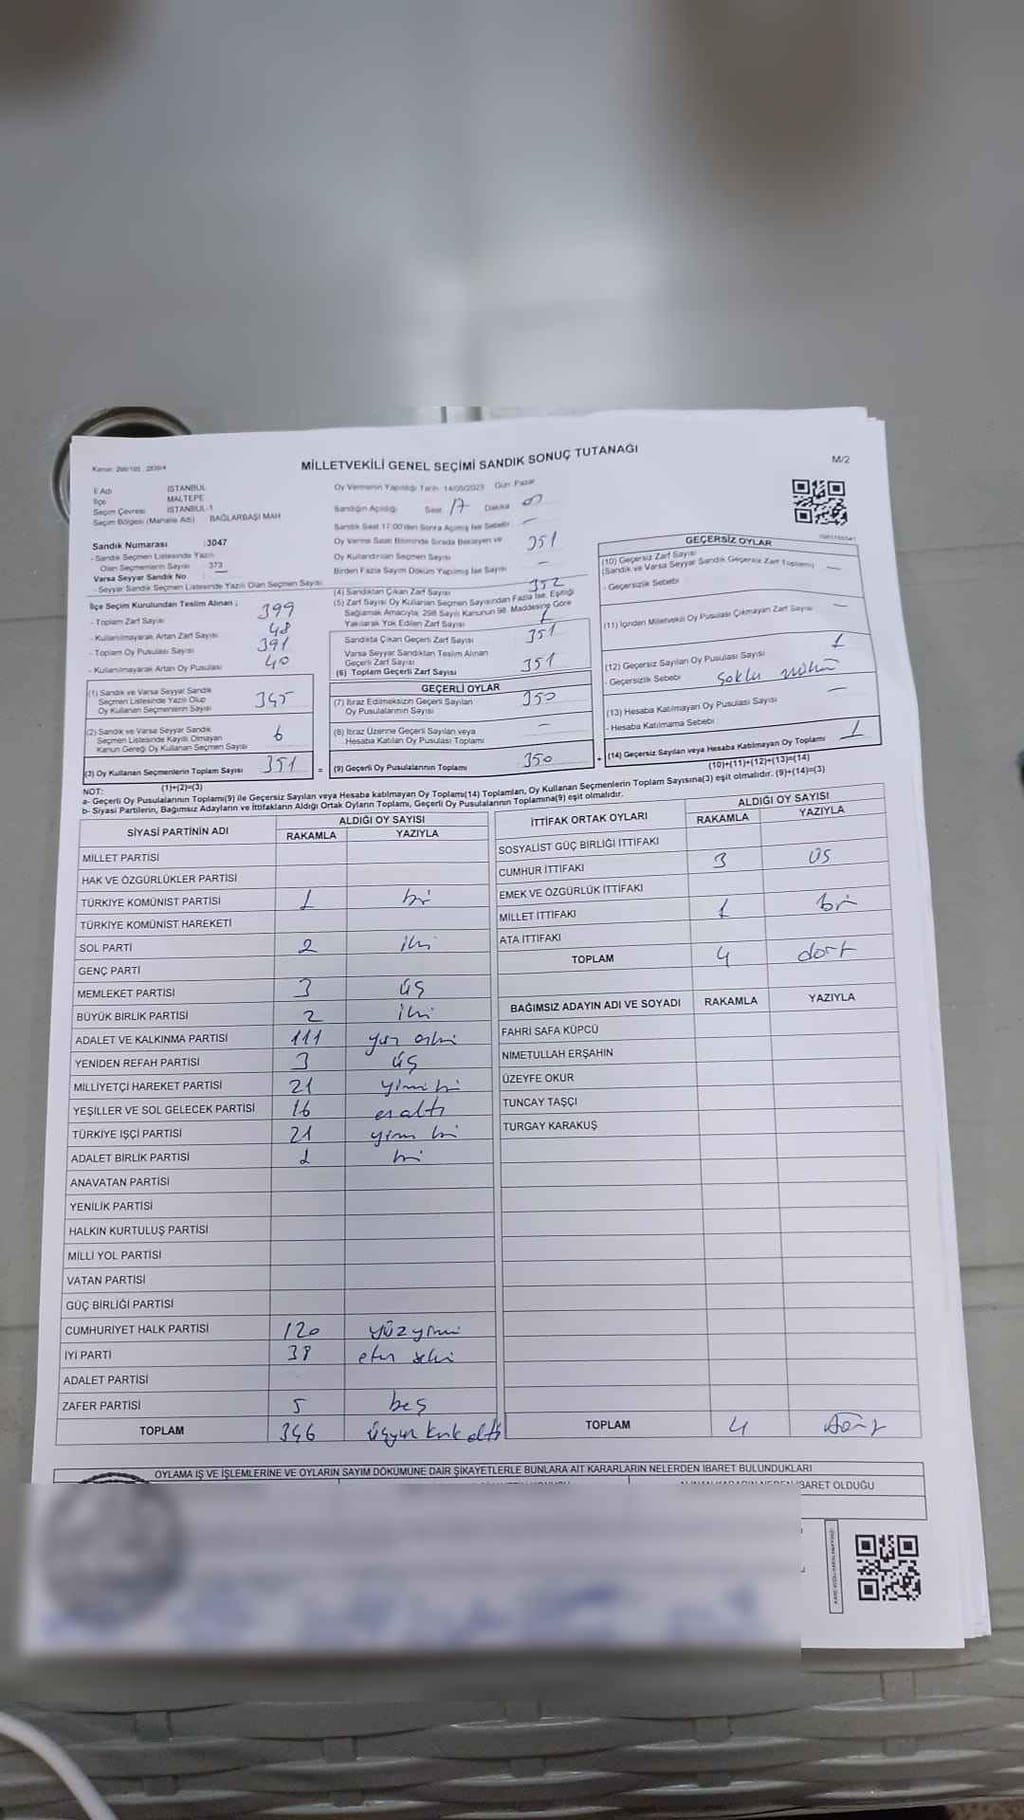 MİLLETVEKİLİ GENEL SEÇİMİ SANDIK SONUÇ TUTANAĞI
M/2
İl Adı İSTANBUL
İlçe MALTEPE
Seçim Çevresi İSTANBUL-1
Seçim Bölgesi (Mahalle Adı) BAĞLARBAŞI MAH
Oy Vermenin Yapıldığı Tarih 14/05/2023 Gün Pazar
Sandığın Açıldığı Saat 17 Dakika
Sandık Saat 17:00'den Sonra Açılmış İse Sebebi —
Oy Verme Saati Bitiminde Sırada Bekleyen ve
Oy Kullandırılan Seçmen Sayısı 351
Birden Fazla Sayım Döküm Yapılmış İse Sayısı —
Sandık Numarası :3047
- Sandık Seçmen Listesinde Yazılı
Olan Seçmenlerin Sayısı 373
Varsa Seyyar Sandık No
- Seyyar Sandık Seçmen Listesinde Yazılı Olan Seçmen Sayısı
İlçe Seçim Kurulundan Teslim Alınan ;
- Toplam Zarf Sayısı 399
- Kullanılmayarak Artan Zarf Sayısı 48
- Toplam Oy Pusulası Sayısı 391
- Kullanılmayarak Artan Oy Pusulası 40
(1) Sandık ve Varsa Seyyar Sandık
Seçmen Listesinde Yazılı Olup
Oy Kullanan Seçmenlerin Sayısı 345
(2) Sandık ve Varsa Seyyar Sandık
Seçmen Listesinde Kayıtlı Olmayan
Kanun Gereği Oy Kullanan Seçmen Sayısı 6
(3) Oy Kullanan Seçmenlerin Toplam Sayısı 351 =
(4) Sandıktan Çıkan Zarf Sayısı 352
(5) Zarf Sayısı Oy Kullanan Seçmen Sayısından Fazla İse, Eşitliği
Sağlamak Amacıyla, 298 Sayılı Kanunun 98. Maddesine Göre
Yakılarak Yok Edilen Zarf Sayısı 1
Sandıkta Çıkan Geçerli Zarf Sayısı 351
Varsa Seyyar Sandıktan Teslim Alınan
Geçerli Zarf Sayısı
(6) Toplam Geçerli Zarf Sayısı 351
GEÇERLİ OYLAR
(7) İtiraz Edilmeksizin Geçerli Sayılan
Oy Pusulalarının Sayısı 350
(8) İtiraz Üzerine Geçerli Sayılan veya
Hesaba Katılan Oy Pusulası Toplamı —
(9) Geçerli Oy Pusulalarının Toplamı 350 +
GEÇERSİZ OYLAR
(10) Geçersiz Zarf Sayısı
(Sandık ve Varsa Seyyar Sandık Geçersiz Zarf Toplamı) —
- Geçersizlik Sebebi
(11) İçinden Milletvekili Oy Pusulası Çıkmayan Zarf Sayısı —
(12) Geçersiz Sayılan Oy Pusulası Sayısı 1
- Geçersizlik Sebebi
(13) Hesaba Katılmayan Oy Pusulası Sayısı —
- Hesaba Katılmama Sebebi
(14) Geçersiz Sayılan veya Hesaba Katılmayan Oy Toplamı 1
(10)+(11)+(12)+(13)=(14)
NOT: (1)+(2)=(3)
a- Geçerli Oy Pusulalarının Toplamı(9) ile Geçersiz Sayılan veya Hesaba Katılmayan Oy Toplamı(14) Toplamları, Oy Kullanan Seçmenlerin Toplam Sayısına(3) eşit olmalıdır. (9)+(14)=(3)
b- Siyasi Partilerin, Bağımsız Adayların ve İttifakların Aldığı Ortak Oyların Toplamı, Geçerli Oy Pusulalarının Toplamına(9) eşit olmalıdır.
SİYASİ PARTİNİN ADI ALDIĞI OY SAYISI
RAKAMLA YAZIYLA
MİLLET PARTİSİ
HAK VE ÖZGÜRLÜKLER PARTİSİ
TÜRKİYE KOMÜNİST PARTİSİ 1 bir
TÜRKİYE KOMÜNİST HAREKETİ
SOL PARTİ 2 iki
GENÇ PARTİ
MEMLEKET PARTİSİ 3 üç
BÜYÜK BİRLİK PARTİSİ 2 iki
ADALET VE KALKINMA PARTİSİ 111
YENİDEN REFAH PARTİSİ 3 üç
MİLLİYETÇİ HAREKET PARTİSİ 21
YEŞİLLER VE SOL GELECEK PARTİSİ 16 onaltı
TÜRKİYE İŞÇİ PARTİSİ 21
ADALET BİRLİK PARTİSİ 1 bir
ANAVATAN PARTİSİ
YENİLİK PARTİSİ
HALKIN KURTULUŞ PARTİSİ
MİLLİ YOL PARTİSİ
VATAN PARTİSİ
GÜÇ BİRLİĞİ PARTİSİ
CUMHURİYET HALK PARTİSİ 120 yüzyirmi
İYİ PARTİ 38
ADALET PARTİSİ
ZAFER PARTİSİ 5 beş
TOPLAM 346
İTTİFAK ORTAK OYLARI ALDIĞI OY SAYISI
RAKAMLA YAZIYLA
SOSYALİST GÜÇ BİRLİĞİ İTTİFAKI
CUMHUR İTTİFAKI 3 üs
EMEK VE ÖZGÜRLÜK İTTİFAKI
MİLLET İTTİFAKI 1 bir
ATA İTTİFAKI
TOPLAM 4 dört
BAĞIMSIZ ADAYIN ADI VE SOYADI RAKAMLA YAZIYLA
FAHRİ SAFA KÜPCÜ
NİMETULLAH ERŞAHİN
ÜZEYFE OKUR
TUNCAY TAŞÇI
TURGAY KARAKUŞ
TOPLAM 4 dört
OYLAMA İŞ VE İŞLEMLERİNE VE OYLARIN SAYIM DÖKÜMÜNE DAİR ŞİKAYETLERLE BUNLARA AİT KARARLARIN NELERDEN İBARET BULUNDUKLARI
İBARET OLDUĞU